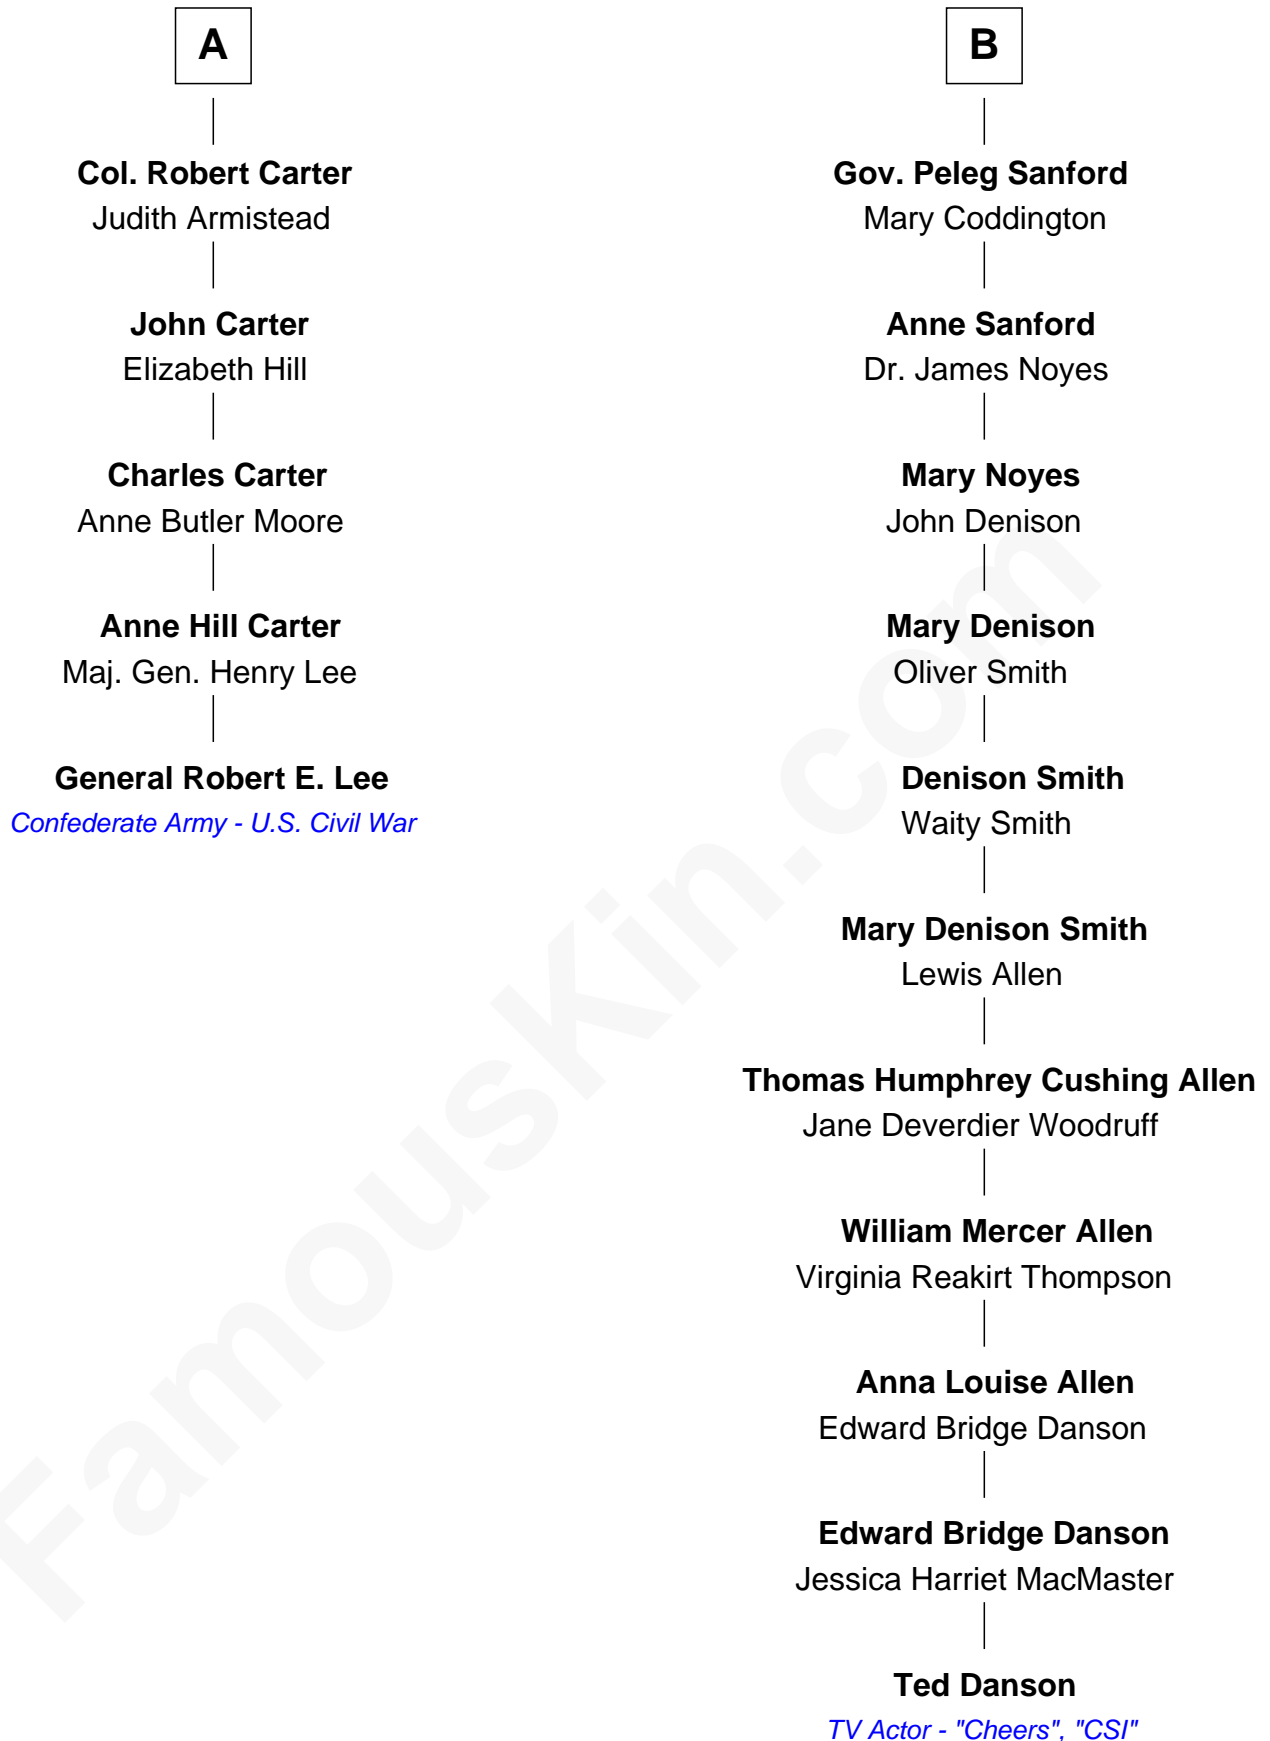 A
Col. Robert Carter
Judith Armistead
John Carter
Elizabeth Hill
Charles Carter
Anne Butler Moore
Anne Hill Carter
Maj. Gen. Henry Lee
General Robert E. Lee
Confederate Army - U.S. Civil War
B
Gov. Peleg Sanford
Mary Coddington
Anne Sanford
Dr. James Noyes
Mary Noyes
John Denison
Mary Denison
Oliver Smith
Denison Smith
Waity Smith
Mary Denison Smith
Lewis Allen
Thomas Humphrey Cushing Allen
Jane Deverdier Woodruff
William Mercer Allen
Virginia Reakirt Thompson
Anna Louise Allen
Edward Bridge Danson
Edward Bridge Danson
Jessica Harriet MacMaster
Ted Danson
TV Actor - "Cheers", "CSI"
FamousKin.com